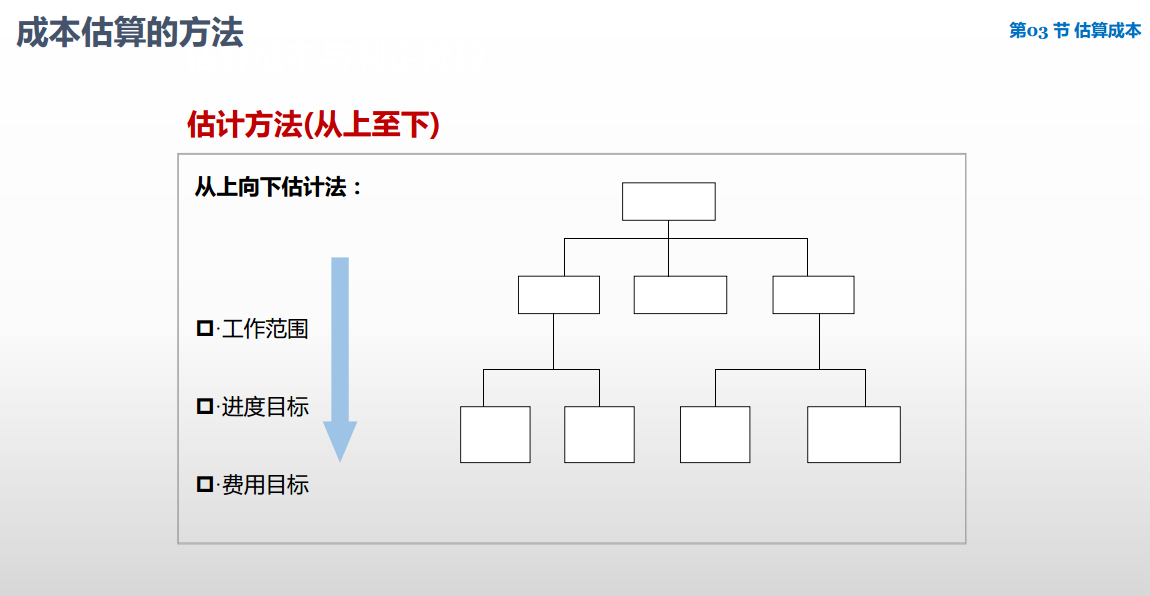 成本估算的方法
第03 节 估算成本
估计方法(从上至下)
从上向下估计法：
·工作范围
·进度目标
·费用目标